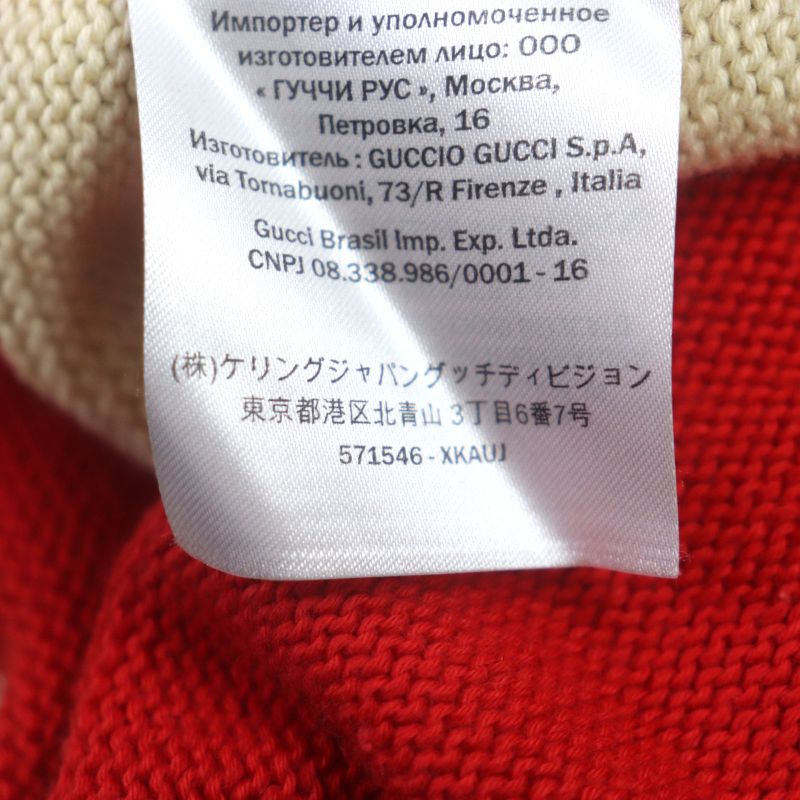 Импортер и уполномоченное
изготовителем лицо: ООО
« ГУЧЧИ РУС », Москва,
Петровка, 16
Изготовитель : GUCCIO GUCCI S.p.A,
via Tornabuoni, 73/R Firenze , Italia
Gucci Brasil Imp. Exp. Ltda.
CNPJ 08.338.986/0001 - 16
(株)ケリングジャパングッチディビジョン
東京都港区北青山 3丁目6番7号
571546 - XKAUJ